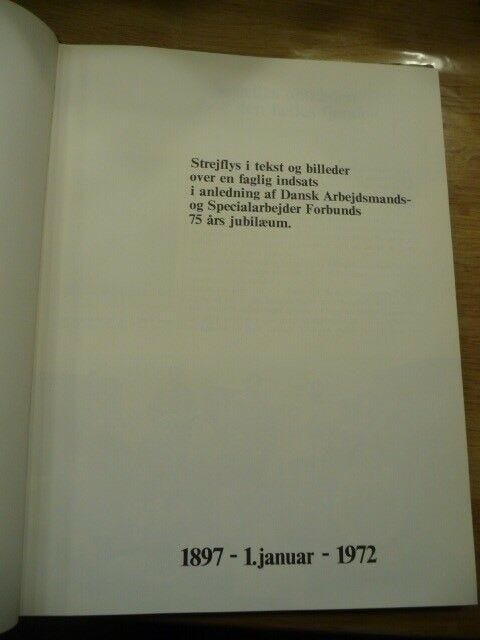 Strejflys i tekst og billeder
over en faglig indsats
i anledning af Dansk Arbejdsmands-
og Specialarbejder Forbunds
75 års jubilæum.
1897 - 1. januar - 1972